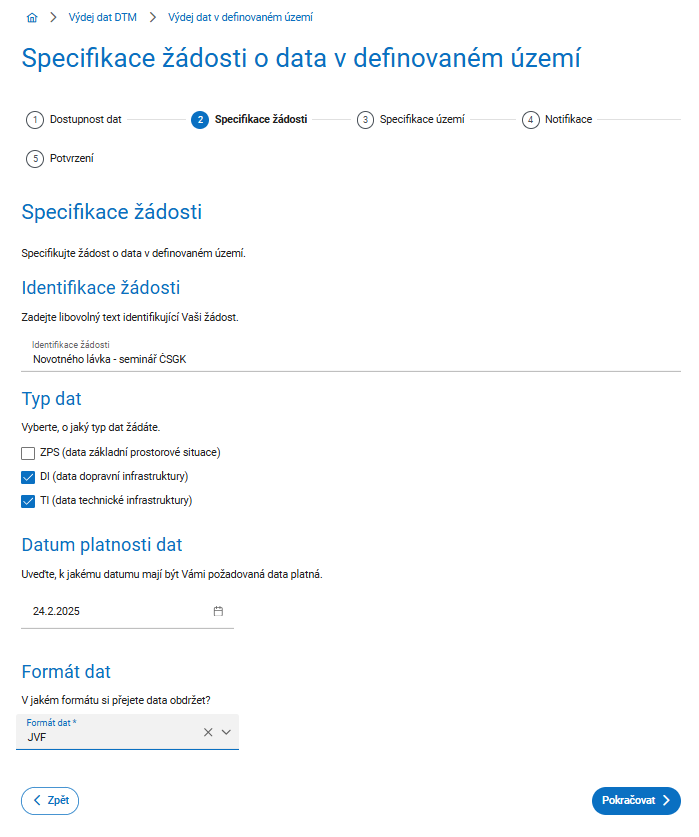 Výdej dat DTM Výdej dat v definovaném území
Specifikace žádosti o data v definovaném území
1 Dostupnost dat 2 Specifikace žádosti 3 Specifikace území 4 Notifikace
5 Potvrzení
Specifikace žádosti
Specifikujte žádost o data v definovaném území.
Identifikace žádosti
Zadejte libovolný text identifikující Vaši žádost.
Identifikace žádosti
Novotného lávka - seminář ČSGK
Typ dat
Vyberte, o jaký typ dat žádáte.
ZPS (data základní prostorové situace)
DI (data dopravní infrastruktury)
TI (data technické infrastruktury)
Datum platnosti dat
Uveďte, k jakému datumu mají být Vámi požadovaná data platná.
24.2.2025
Formát dat
V jakém formátu si přejete data obdržet?
Formát dat *
JVF
Zpět Pokračovat